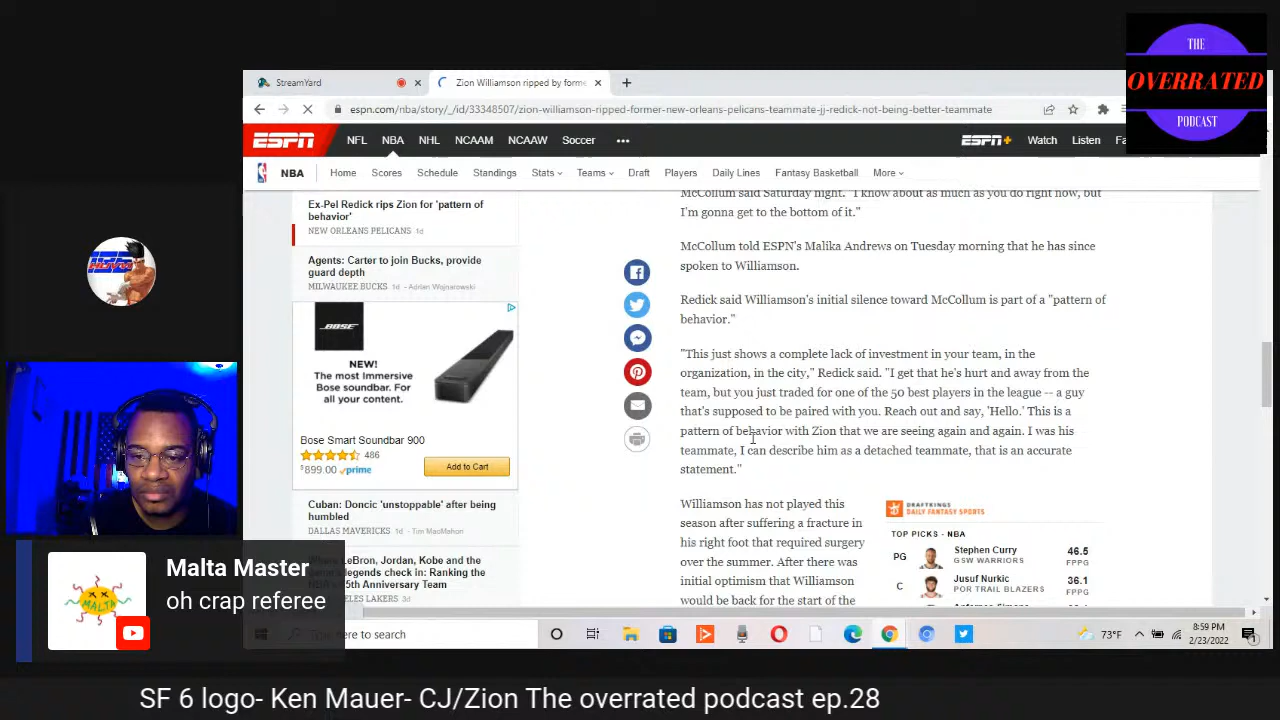 THE
OVERRATED
PODCAST
StreamYard
Zion Williamson ripped by forme
espn.com/nba/story/_/id/33348507/zion-williamson-ripped-former-new-orleans-pelicans-teammate-jj-redick-not-being-better-teammate
ESPN
NFL NBA NHL NCAAM NCAAW Soccer •••
ESPN+ Watch Listen Fa
NBA Home Scores Schedule Standings Stats Teams Draft Players Daily Lines Fantasy Basketball More
Ex-Pel Redick rips Zion for 'pattern of
behavior'
NEW ORLEANS PELICANS 1d
Agents: Carter to join Bucks, provide
guard depth
MILWAUKEE BUCKS 1d - Adrian Wojnarowski
BOSE
NEW!
The most Immersive
Bose soundbar. For
all your content.
Bose Smart Soundbar 900
486
$899.00 prime
Add to Cart
Cuban: Doncic 'unstoppable' after being
humbled
DALLAS MAVERICKS 1d - Tim MacMahon
Where LeBron, Jordan, Kobe and the
legends check in: Ranking the
5th Anniversary Team
LAKERS 3d
McCollum said Saturday night. "I know about as much as you do right now, but
I'm gonna get to the bottom of it."
McCollum told ESPN's Malika Andrews on Tuesday morning that he has since
spoken to Williamson.
Redick said Williamson's initial silence toward McCollum is part of a "pattern of
behavior."
"This just shows a complete lack of investment in your team, in the
organization, in the city," Redick said. "I get that he's hurt and away from the
team, but you just traded for one of the 50 best players in the league -- a guy
that's supposed to be paired with you. Reach out and say, 'Hello.' This is a
pattern of behavior with Zion that we are seeing again and again. I was his
teammate, I can describe him as a detached teammate, that is an accurate
statement."
Williamson has not played this
season after suffering a fracture in
his right foot that required surgery
over the summer. After there was
initial optimism that Williamson
would be back for the start of the
DRAFTKINGS
DAILY FANTASY SPORTS
TOP PICKS - NBA
PG Stephen Curry 46.5
GSW WARRIORS FPPG
C Jusuf Nurkic 36.1
POR TRAIL BLAZERS FPPG
Malta Master
oh crap referee
MALTA
here to search
73°F
8:59 PM
2/23/2022
SF 6 logo- Ken Mauer- CJ/Zion The overrated podcast ep.28